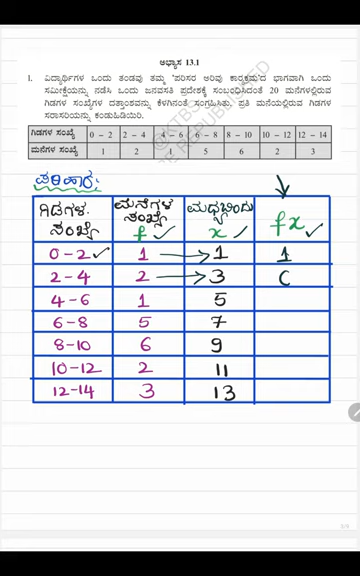 ಅಭ್ಯಾಸ 13.1
1. ವಿದ್ಯಾರ್ಥಿಗಳ ಒಂದು ತಂಡವು ತಮ್ಮ 'ಪರಿಸರ ಅರಿವು ಕಾರ್ಯಕ್ರಮ'ದ ಭಾಗವಾಗಿ ಒಂದು
ಸಮೀಕ್ಷೆಯನ್ನು ನಡೆಸಿ ಒಂದು ಜನವಸತಿ ಪ್ರದೇಶಕ್ಕೆ ಸಂಬಂಧಿಸಿದಂತೆ 20 ಮನೆಗಳಲ್ಲಿರುವ
ಗಿಡಗಳ ಸಂಖ್ಯೆಗಳ ದತ್ತಾಂಶವನ್ನು ಕೆಳಗಿನಂತೆ ಸಂಗ್ರಹಿಸಿತು. ಪ್ರತಿ ಮನೆಯಲ್ಲಿರುವ ಗಿಡಗಳ
ಸರಾಸರಿಯನ್ನು ಕಂಡುಹಿಡಿಯಿರಿ.
ಗಿಡಗಳ ಸಂಖ್ಯೆ 0 – 2 2 – 4 4 – 6 6 – 8 8 – 10 10 – 12 12 – 14
ಮನೆಗಳ ಸಂಖ್ಯೆ 1 2 1 5 6 2 3
ಪರಿಹಾರ:
ಗಿಡಗಳ ಸಂಖ್ಯೆ ಮನೆಗಳ ಸಂಖ್ಯೆ f ಮಧ್ಯಬಿಂದು x fx
0-2 1 1 1
2-4 2 3 C
4-6 1 5
6-8 5 7
8-10 6 9
10-12 2 11
12-14 3 13